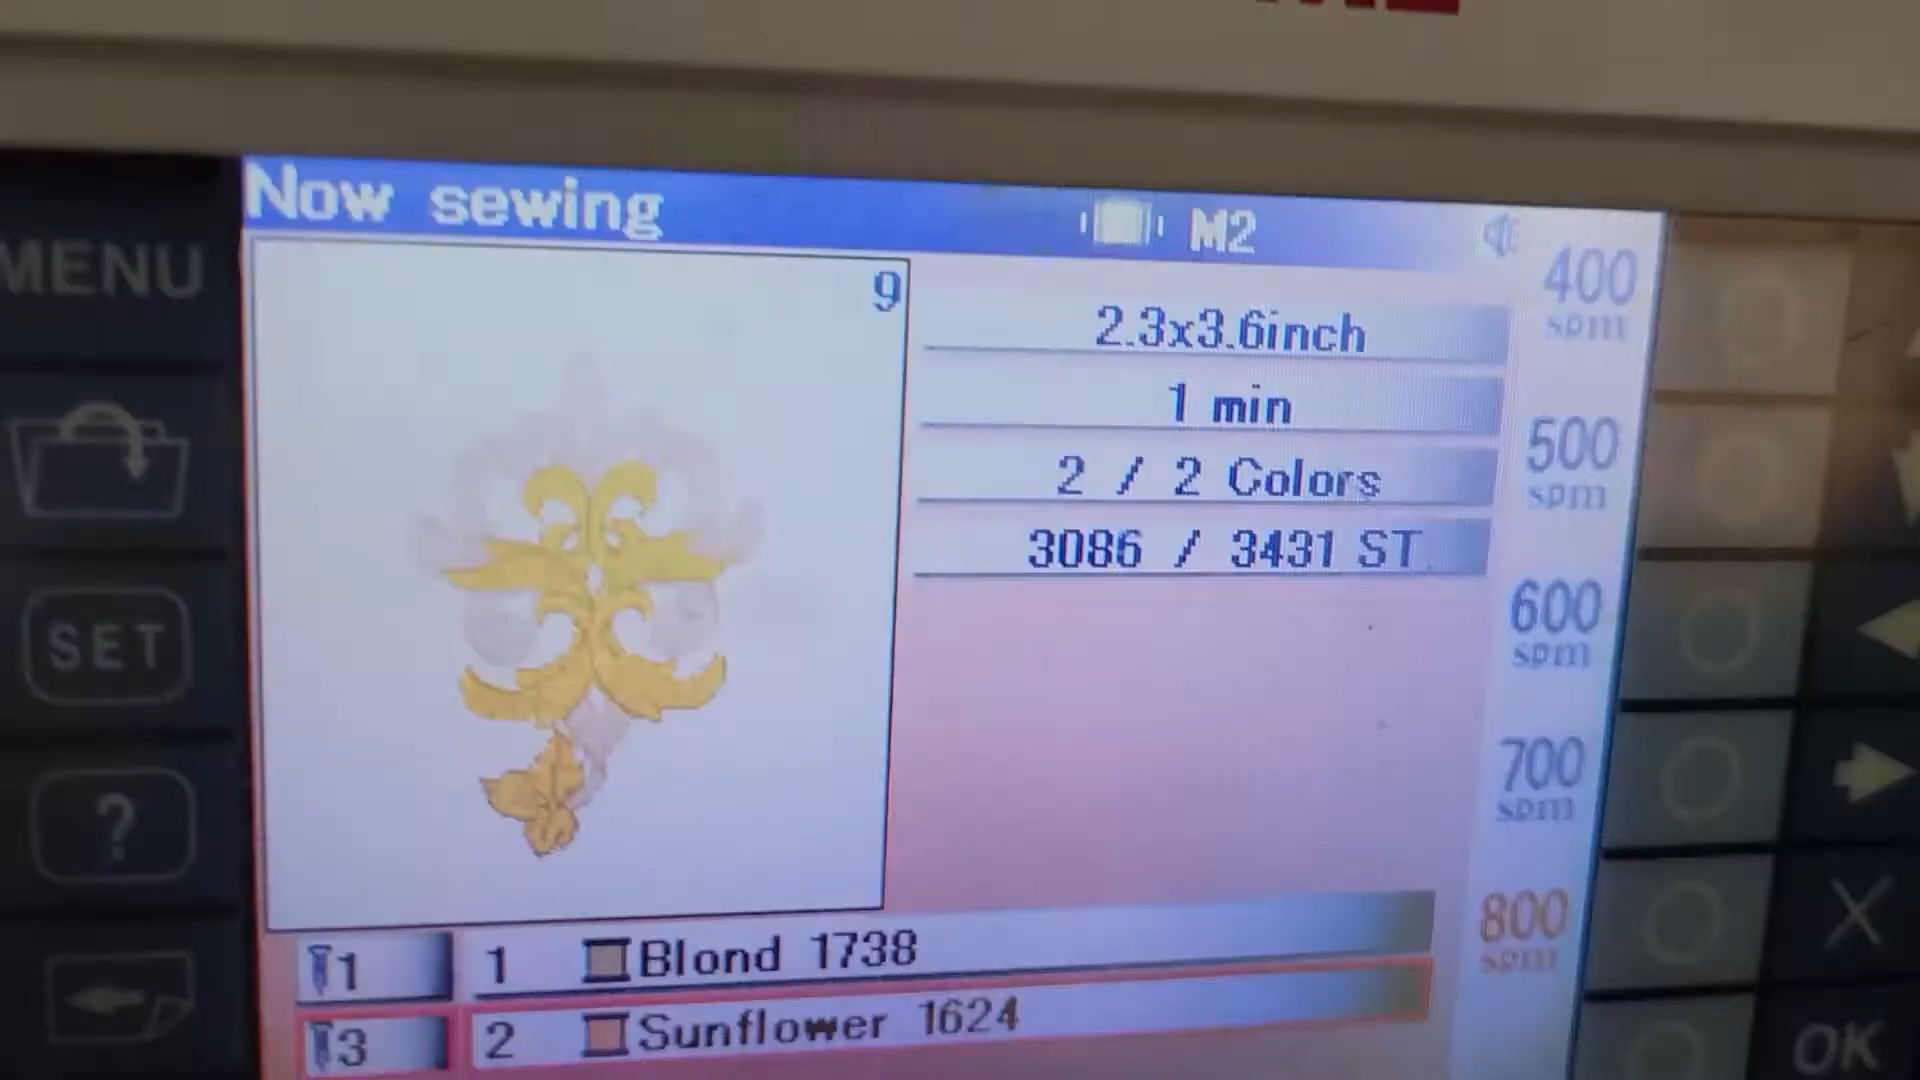 Now sewing
M2
MENU
9
2.3x3.6inch
1 min
2 / 2 Colors
3086 / 3431 ST
400
spm
500
spm
600
spm
700
spm
800
spm
SET
?
1 1 Blond 1738
3 2 Sunflower 1624
X
OK